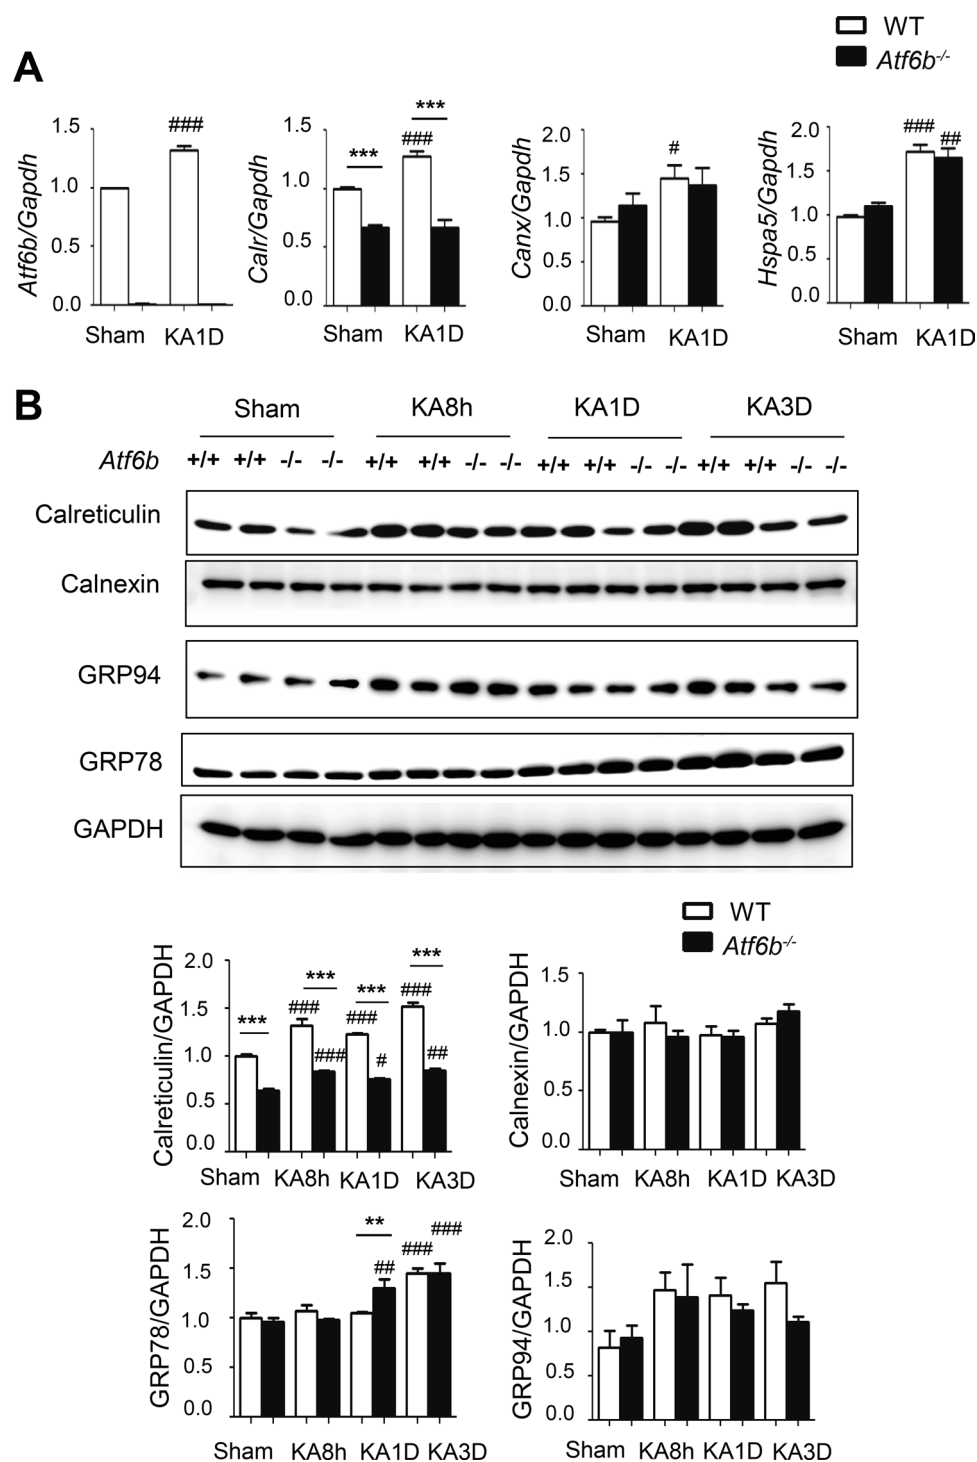 WT
Atf6b-/-
A
Atf6b/Gapdh
1.5
1.0
0.5
0.0
###
Sham
KA1D
Calr/Gapdh
1.5
1.0
0.5
0.0
***
***
###
Sham
KA1D
Canx/Gapdh
2.0
1.5
1.0
0.5
0.0
#
Sham
KA1D
Hspa5/Gapdh
2.0
1.5
1.0
0.5
0.0
###
##
Sham
KA1D
B
Sham KA8h KA1D KA3D
Atf6b +/+ +/+ -/- -/- +/+ +/+ -/- -/- +/+ +/+ -/- -/- +/+ +/+ -/- -/-
Calreticulin
Calnexin
GRP94
GRP78
GAPDH
WT
Atf6b-/-
Calreticulin/GAPDH
2.0
1.5
1.0
0.5
0.0
***
***
###
###
***
###
#
***
###
##
Sham KA8h KA1D KA3D
Calnexin/GAPDH
1.5
1.0
0.5
0.0
Sham KA8h KA1D KA3D
GRP78/GAPDH
2.0
1.5
1.0
0.5
0.0
**
##
###
###
Sham KA8h KA1D KA3D
GRP94/GAPDH
2.0
1.5
1.0
0.5
0.0
Sham KA8h KA1D KA3D